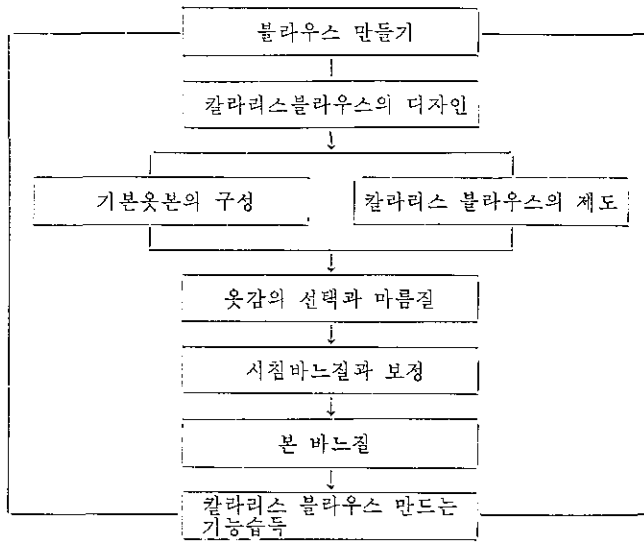 블라우스 만들기
칼라리스블라우스의 디자인
기본옷본의 구성
칼라리스 블라우스의 제도
옷감의 선택과 마름질
시침바느질과 보정
본 바느질
칼라리스 블라우스 만드는
기능습득